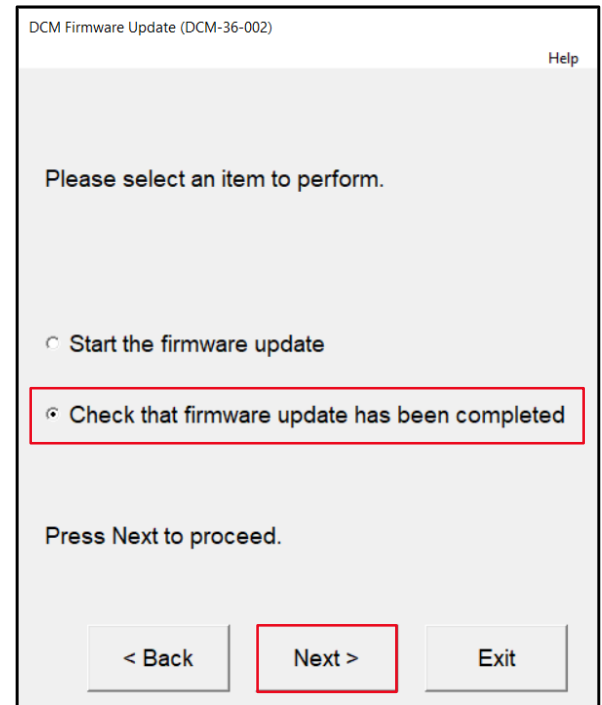 DCM Firmware Update (DCM-36-002)
Help
Please select an item to perform.
Start the firmware update
Check that firmware update has been completed
Press Next to proceed.
< Back Next > Exit